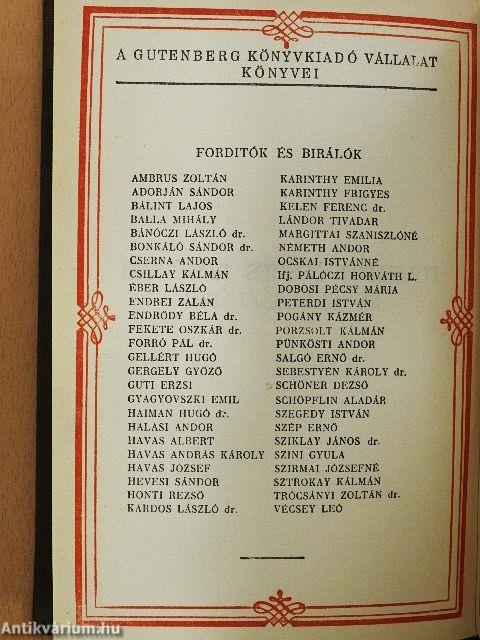 A GUTENBERG KÖNYVKIADÓ VÁLLALAT
KÖNYVEI
FORDITÓK ÉS BIRÁLÓK
AMBRUS ZOLTÁN
ADORJÁN SÁNDOR
BÁLINT LAJOS
BALLA MIHÁLY
BÁNÓCZI LÁSZLÓ dr.
BONKÁLÓ SÁNDOR dr.
CSERNA ANDOR
CSILLAY KÁLMÁN
ÉBER LÁSZLÓ
ENDREI ZALÁN
ENDRŐDY BÉLA dr.
FEKETE OSZKÁR dr.
FORRÓ PÁL dr.
GELLÉRT HUGÓ
GERGELY GYŐZŐ
GUTI ERZSI
GYAGYOVSZKI EMIL
HAIMAN HUGÓ dr.
HALASI ANDOR
HAVAS ALBERT
HAVAS ANDRÁS KÁROLY
HAVAS JÓZSEF
HEVESI SÁNDOR
HONTI REZSŐ
KARDOS LÁSZLÓ dr.
KARINTHY EMILIA
KARINTHY FRIGYES
KELEN FERENC dr.
LÁNDOR TIVADAR
MARGITTAI SZANISZLÓNÉ
NÉMETH ANDOR
OCSKAI ISTVÁNNÉ
Ifj. PÁLÓCZI HORVÁTH L.
DOBOSI PÉCSY MÁRIA
PETERDI ISTVÁN
POGÁNY KÁZMÉR
PORZSOLT KÁLMÁN
PÜNKÖSTI ANDOR
SALGÓ ERNŐ dr.
SEBESTYÉN KÁROLY dr.
SCHÖNER DEZSŐ
SCHÖPFLIN ALADÁR
SZEGEDY ISTVÁN
SZÉP ERNŐ
SZIKLAY JÁNOS dr.
SZINI GYULA
SZIRMAI JÓZSEFNÉ
SZTROKAY KÁLMÁN
TRÓCSÁNYI ZOLTÁN dr.
VÉCSEY LEÓ
Antikvárium.hu